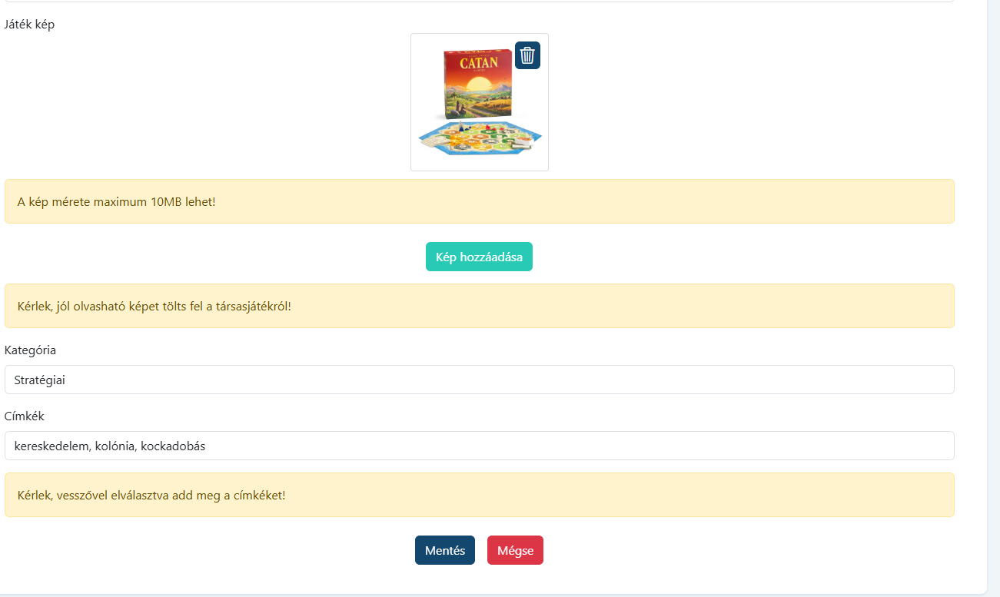 Játék kép
CATAN
A kép mérete maximum 10MB lehet!
Kép hozzáadása
Kérlek, jól olvasható képet tölts fel a társasjátékról!
Kategória
Stratégiai
Címkék
kereskedelem, kolónia, kockadobás
Kérlek, vesszővel elválasztva add meg a címkéket!
Mentés
Mégse